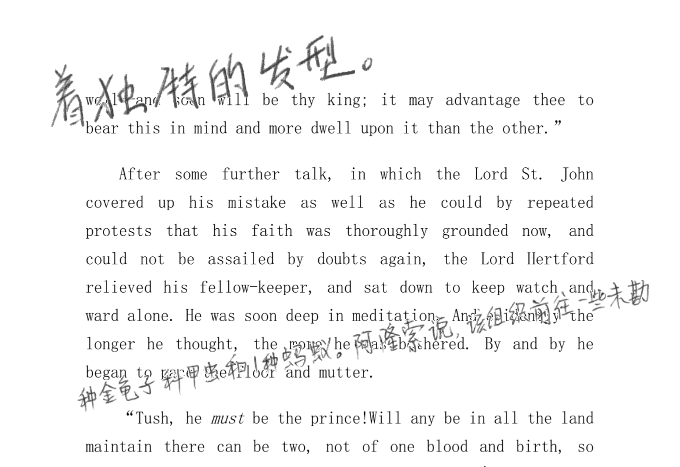 着独特的发型。
well and soon will be thy king; it may advantage thee to
bear this in mind and more dwell upon it than the other.”
After some further talk, in which the Lord St. John
covered up his mistake as well as he could by repeated
protests that his faith was thoroughly grounded now, and
could not be assailed by doubts again, the Lord Hertford
relieved his fellow-keeper, and sat down to keep watch and
ward alone. He was soon deep in meditation. And evidently the
longer he thought, the more he was bothered. By and by he
began to pace the floor and mutter.
阿隆索说,该组织前往一些未勘
种金龟子科甲虫和1种蚂蚁。
“Tush, he must be the prince!Will any be in all the land
maintain there can be two, not of one blood and birth, so